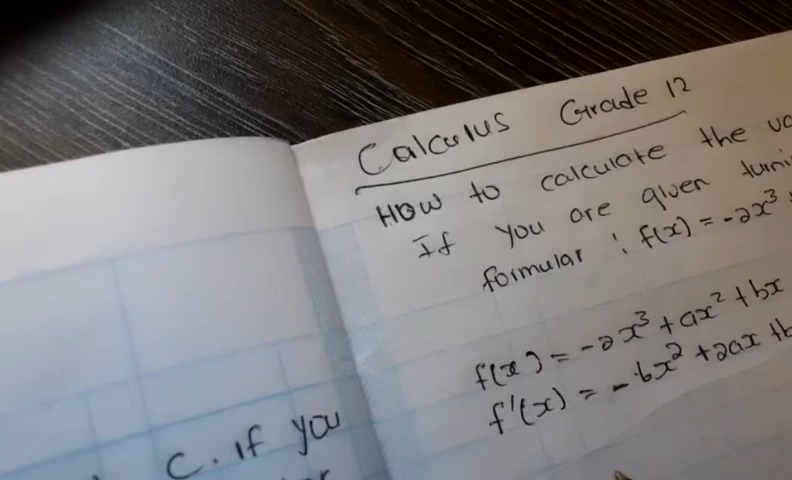 Calculus Grade 12
How to calculate the
If you are given
formular : f(x) = -2x³
f(x) = -2x³ + ax² + bx
f'(x) = -6x² + 2ax + b
C. If you